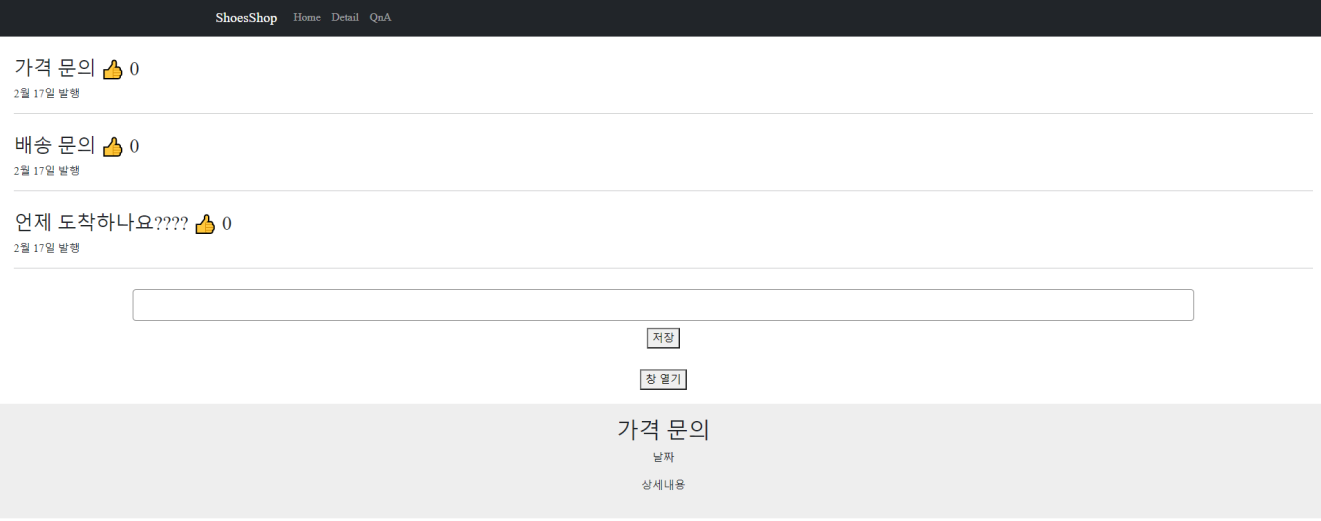 ShoesShop Home Detail QnA
가격 문의 👍 0
2월 17일 발행
배송 문의 👍 0
2월 17일 발행
언제 도착하나요???? 👍 0
2월 17일 발행
저장
창 열기
가격 문의
날짜
상세내용